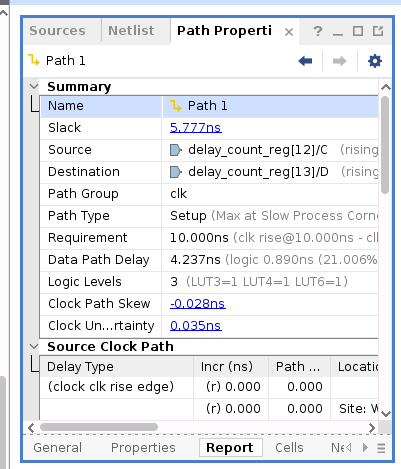 Sources Netlist Path Properti × ?
Path 1
Summary
Name Path 1
Slack 5.777ns
Source delay_count_reg[12]/C (rising
Destination delay_count_reg[13]/D (rising
Path Group clk
Path Type Setup (Max at Slow Process Corne
Requirement 10.000ns (clk rise@10.000ns - cl
Data Path Delay 4.237ns (logic 0.890ns (21.006%
Logic Levels 3 (LUT3=1 LUT4=1 LUT6=1)
Clock Path Skew -0.028ns
Clock Un...rtainty 0.035ns
Source Clock Path
Delay Type Incr (ns) Path ... Locatio
(clock clk rise edge) (r) 0.000 0.000
(r) 0.000 0.000 Site: W
General Properties Report Cells Ne